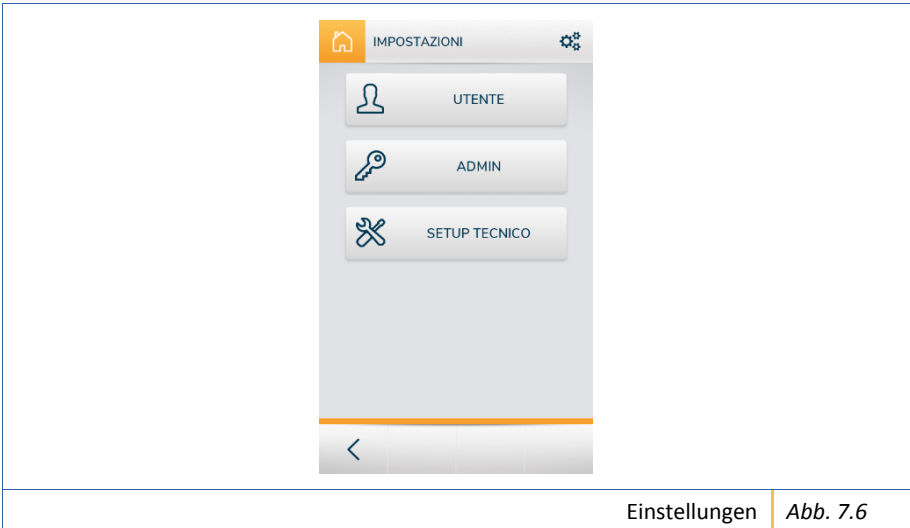 IMPOSTAZIONI
UTENTE
ADMIN
SETUP TECNICO
Einstellungen Abb. 7.6